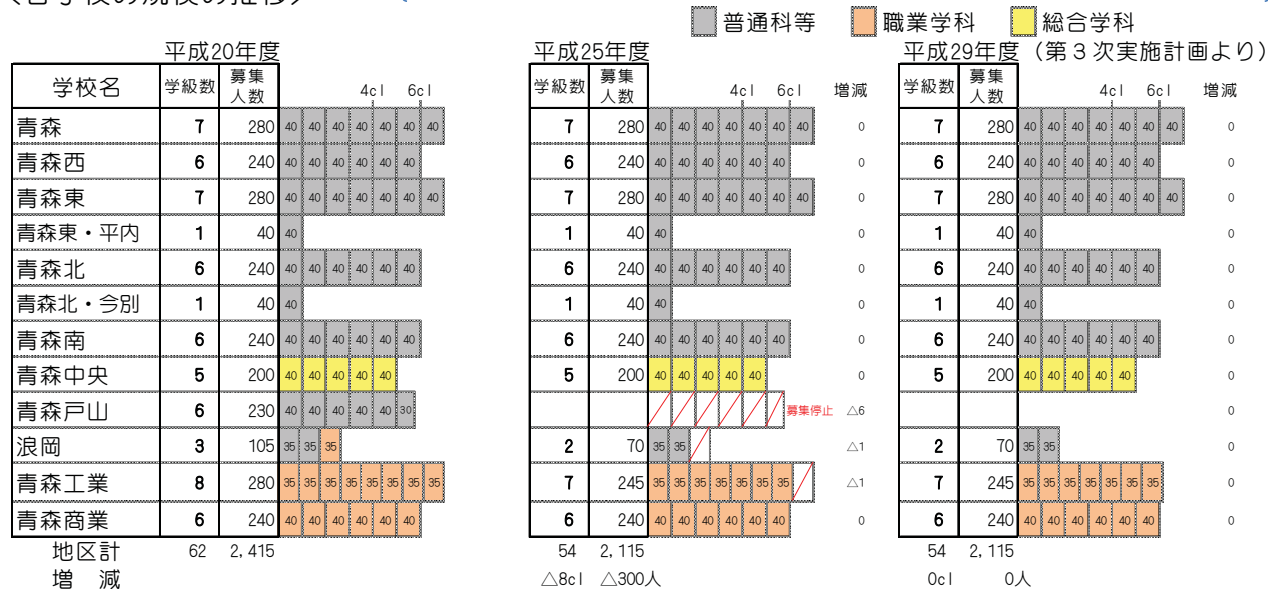 普通科等 職業学科 総合学科
平成20年度 平成25年度 平成29年度（第３次実施計画より）
学校名 学級数 募集人数 4cl 6cl 学級数 募集人数 4cl 6cl 増減 学級数 募集人数 4cl 6cl 増減
青森 7 280 40 40 40 40 40 40 40 7 280 40 40 40 40 40 40 40 0 7 280 40 40 40 40 40 40 40 0
青森西 6 240 40 40 40 40 40 40 6 240 40 40 40 40 40 40 0 6 240 40 40 40 40 40 40 0
青森東 7 280 40 40 40 40 40 40 40 7 280 40 40 40 40 40 40 40 0 7 280 40 40 40 40 40 40 40 0
青森東・平内 1 40 40 1 40 40 0 1 40 40 0
青森北 6 240 40 40 40 40 40 40 6 240 40 40 40 40 40 40 0 6 240 40 40 40 40 40 40 0
青森北・今別 1 40 40 1 40 40 0 1 40 40 0
青森南 6 240 40 40 40 40 40 40 6 240 40 40 40 40 40 40 0 6 240 40 40 40 40 40 40 0
青森中央 5 200 40 40 40 40 40 5 200 40 40 40 40 40 0 5 200 40 40 40 40 40 0
青森戸山 6 230 40 40 40 40 40 30 募集停止 △6 0
浪岡 3 105 35 35 35 2 70 35 35 △1 2 70 35 35 0
青森工業 8 280 35 35 35 35 35 35 35 35 7 245 35 35 35 35 35 35 35 △1 7 245 35 35 35 35 35 35 35 0
青森商業 6 240 40 40 40 40 40 40 6 240 40 40 40 40 40 40 0 6 240 40 40 40 40 40 40 0
地区計 62 2,415 54 2,115 54 2,115
増 減 △8cl △300人 0cl 0人